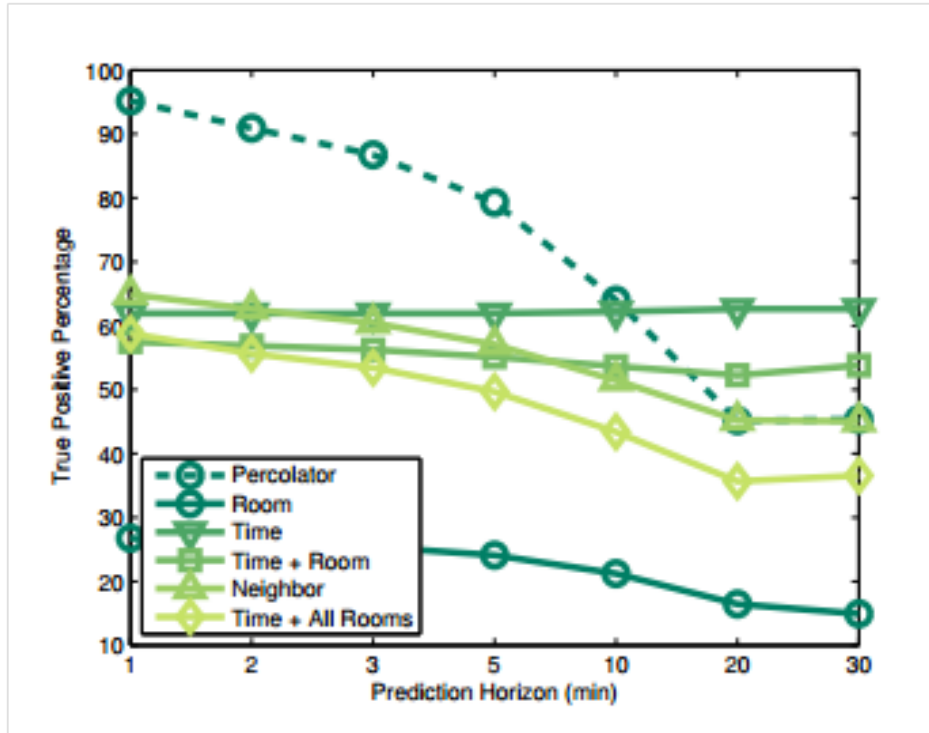 100
90
80
70
60
50
40
30
20
10
True Positive Percentage
Percolator
Room
Time
Time + Room
Neighbor
Time + All Rooms
1 2 3 5 10 20 30
Prediction Horizon (min)